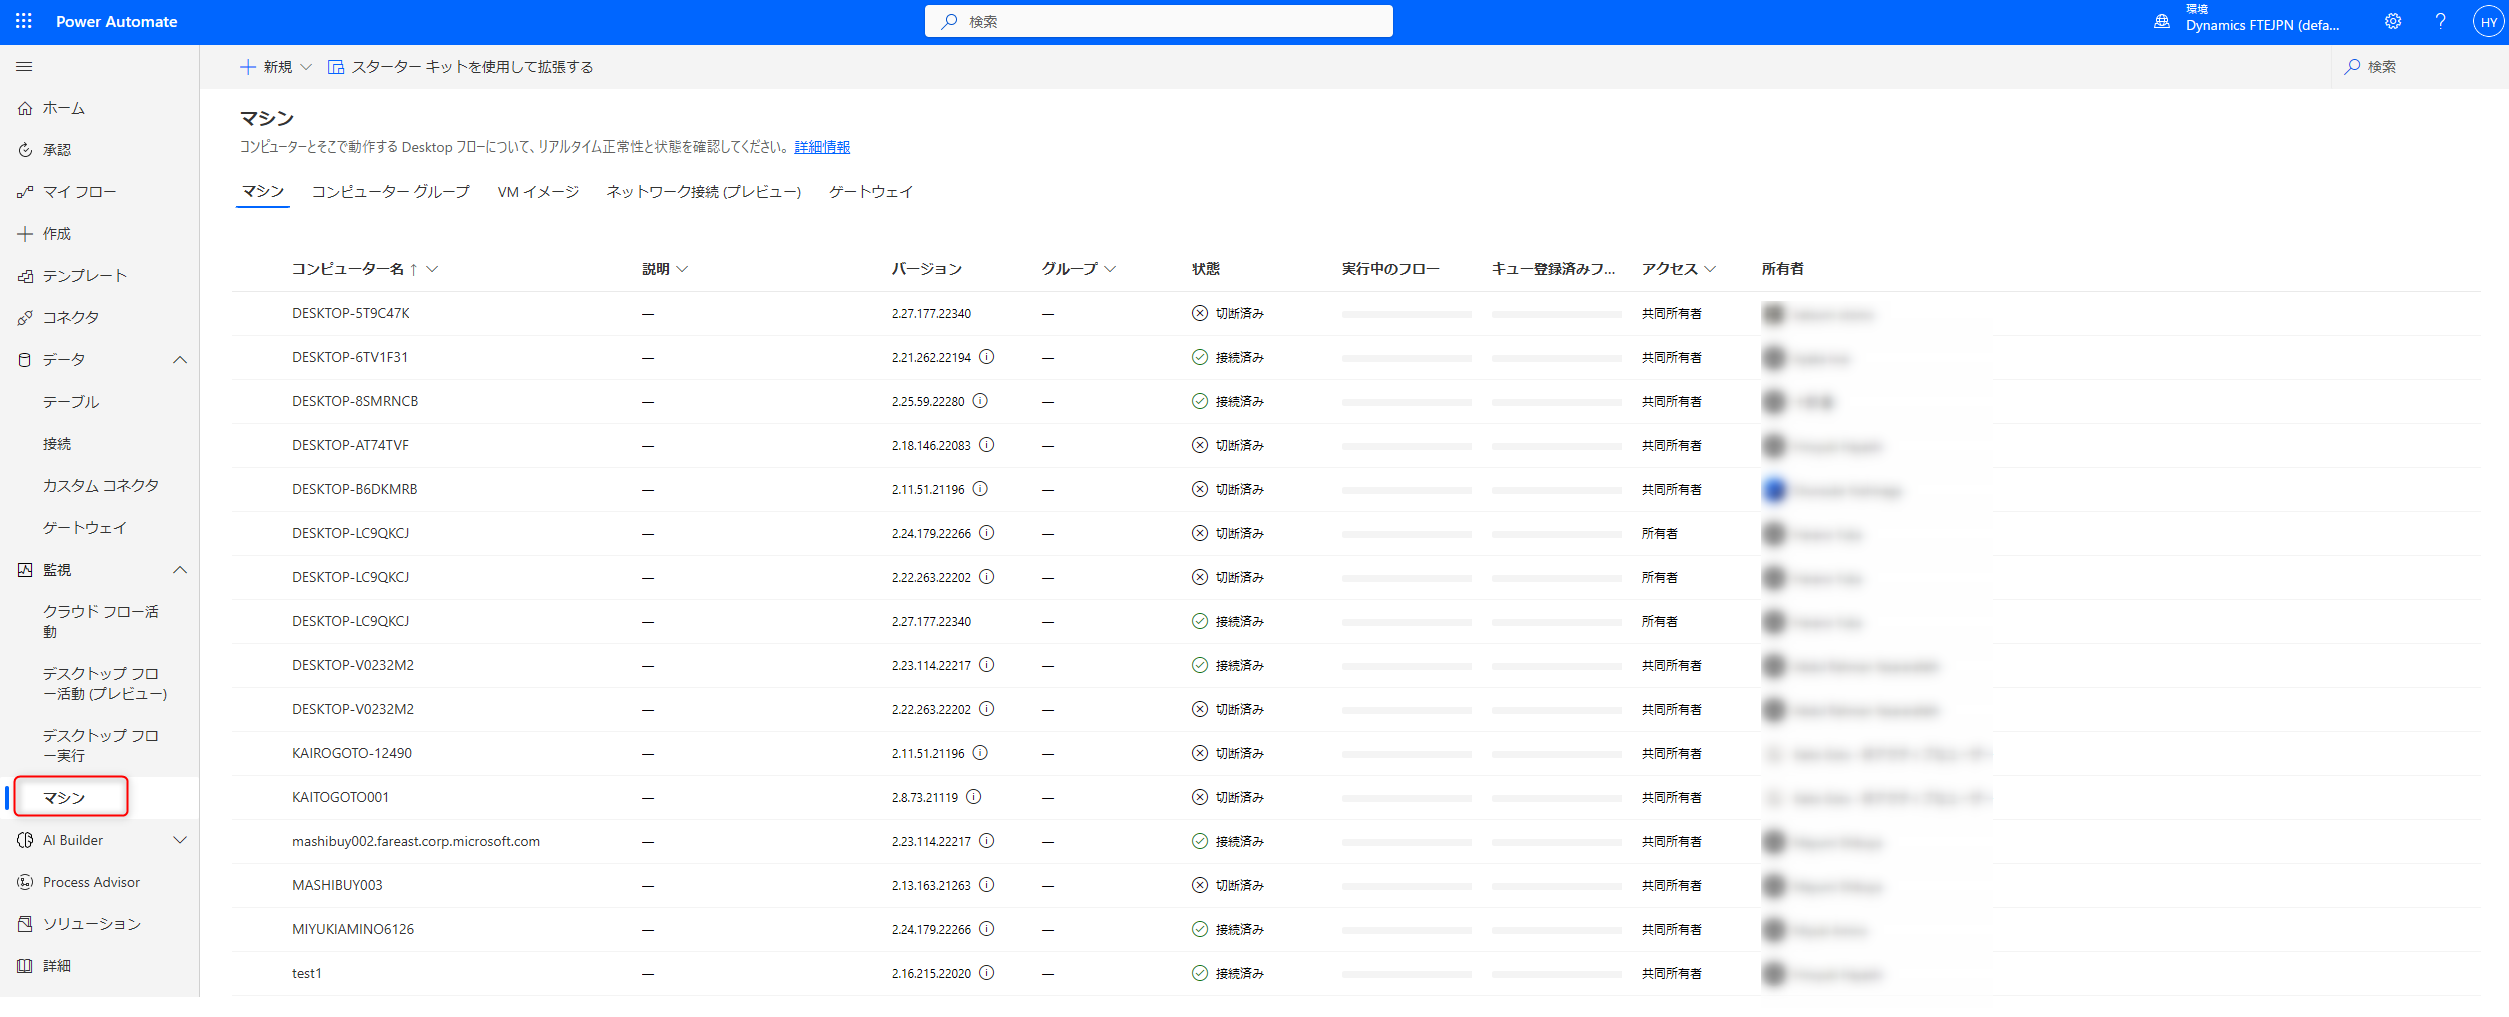 Power Automate
検索
環境
Dynamics FTEJPN (defa...
HY
新規
スターター キットを使用して拡張する
検索
ホーム
承認
マイ フロー
作成
テンプレート
コネクタ
データ
テーブル
接続
カスタム コネクタ
ゲートウェイ
監視
クラウド フロー活
動
デスクトップ フロ
ー活動 (プレビュー)
デスクトップ フロ
ー実行
マシン
AI Builder
Process Advisor
ソリューション
詳細
マシン
コンピューターとそこで動作する Desktop フローについて、リアルタイム正常性と状態を確認してください。 詳細情報
マシン コンピューター グループ VM イメージ ネットワーク接続 (プレビュー) ゲートウェイ
コンピューター名 ↑ 説明 バージョン グループ 状態 実行中のフロー キュー登録済みフ... アクセス 所有者
DESKTOP-5T9C47K — 2.27.177.22340 — 切断済み 共同所有者
DESKTOP-6TV1F31 — 2.21.262.22194 — 接続済み 共同所有者
DESKTOP-8SMRNCB — 2.25.59.22280 — 接続済み 共同所有者
DESKTOP-AT74TVF — 2.18.146.22083 — 切断済み 共同所有者
DESKTOP-B6DKMRB — 2.11.51.21196 — 切断済み 共同所有者
DESKTOP-LC9QKCJ — 2.24.179.22266 — 切断済み 所有者
DESKTOP-LC9QKCJ — 2.22.263.22202 — 切断済み 所有者
DESKTOP-LC9QKCJ — 2.27.177.22340 — 接続済み 所有者
DESKTOP-V0232M2 — 2.23.114.22217 — 接続済み 共同所有者
DESKTOP-V0232M2 — 2.22.263.22202 — 切断済み 共同所有者
KAIROGOTO-12490 — 2.11.51.21196 — 切断済み 共同所有者
KAITOGOTO001 — 2.8.73.21119 — 切断済み 共同所有者
mashibuy002.fareast.corp.microsoft.com — 2.23.114.22217 — 接続済み 共同所有者
MASHIBUY003 — 2.13.163.21263 — 切断済み 共同所有者
MIYUKIAMINO6126 — 2.24.179.22266 — 接続済み 共同所有者
test1 — 2.16.215.22020 — 接続済み 共同所有者